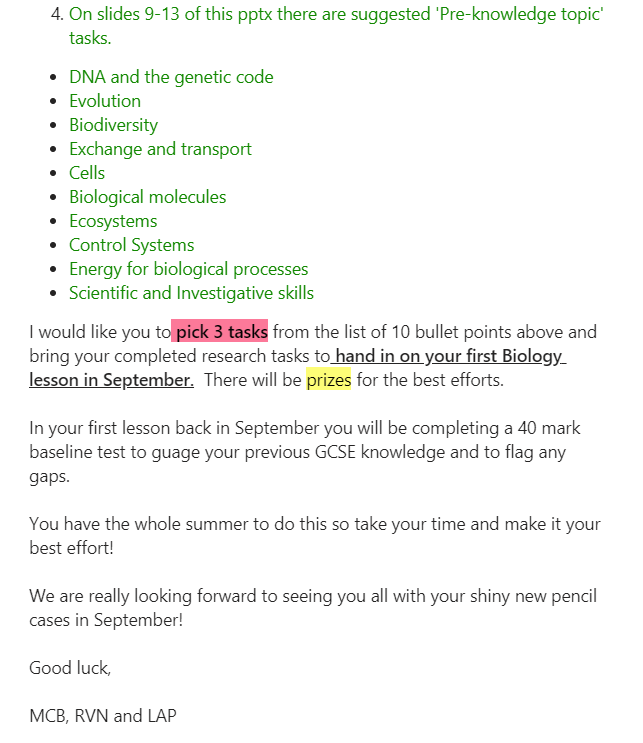 4. On slides 9-13 of this pptx there are suggested 'Pre-knowledge topic'
tasks.
• DNA and the genetic code
• Evolution
• Biodiversity
• Exchange and transport
• Cells
• Biological molecules
• Ecosystems
• Control Systems
• Energy for biological processes
• Scientific and Investigative skills
I would like you to pick 3 tasks from the list of 10 bullet points above and
bring your completed research tasks to hand in on your first Biology
lesson in September.  There will be prizes for the best efforts.
In your first lesson back in September you will be completing a 40 mark
baseline test to guage your previous GCSE knowledge and to flag any
gaps.
You have the whole summer to do this so take your time and make it your
best effort!
We are really looking forward to seeing you all with your shiny new pencil
cases in September!
Good luck,
MCB, RVN and LAP